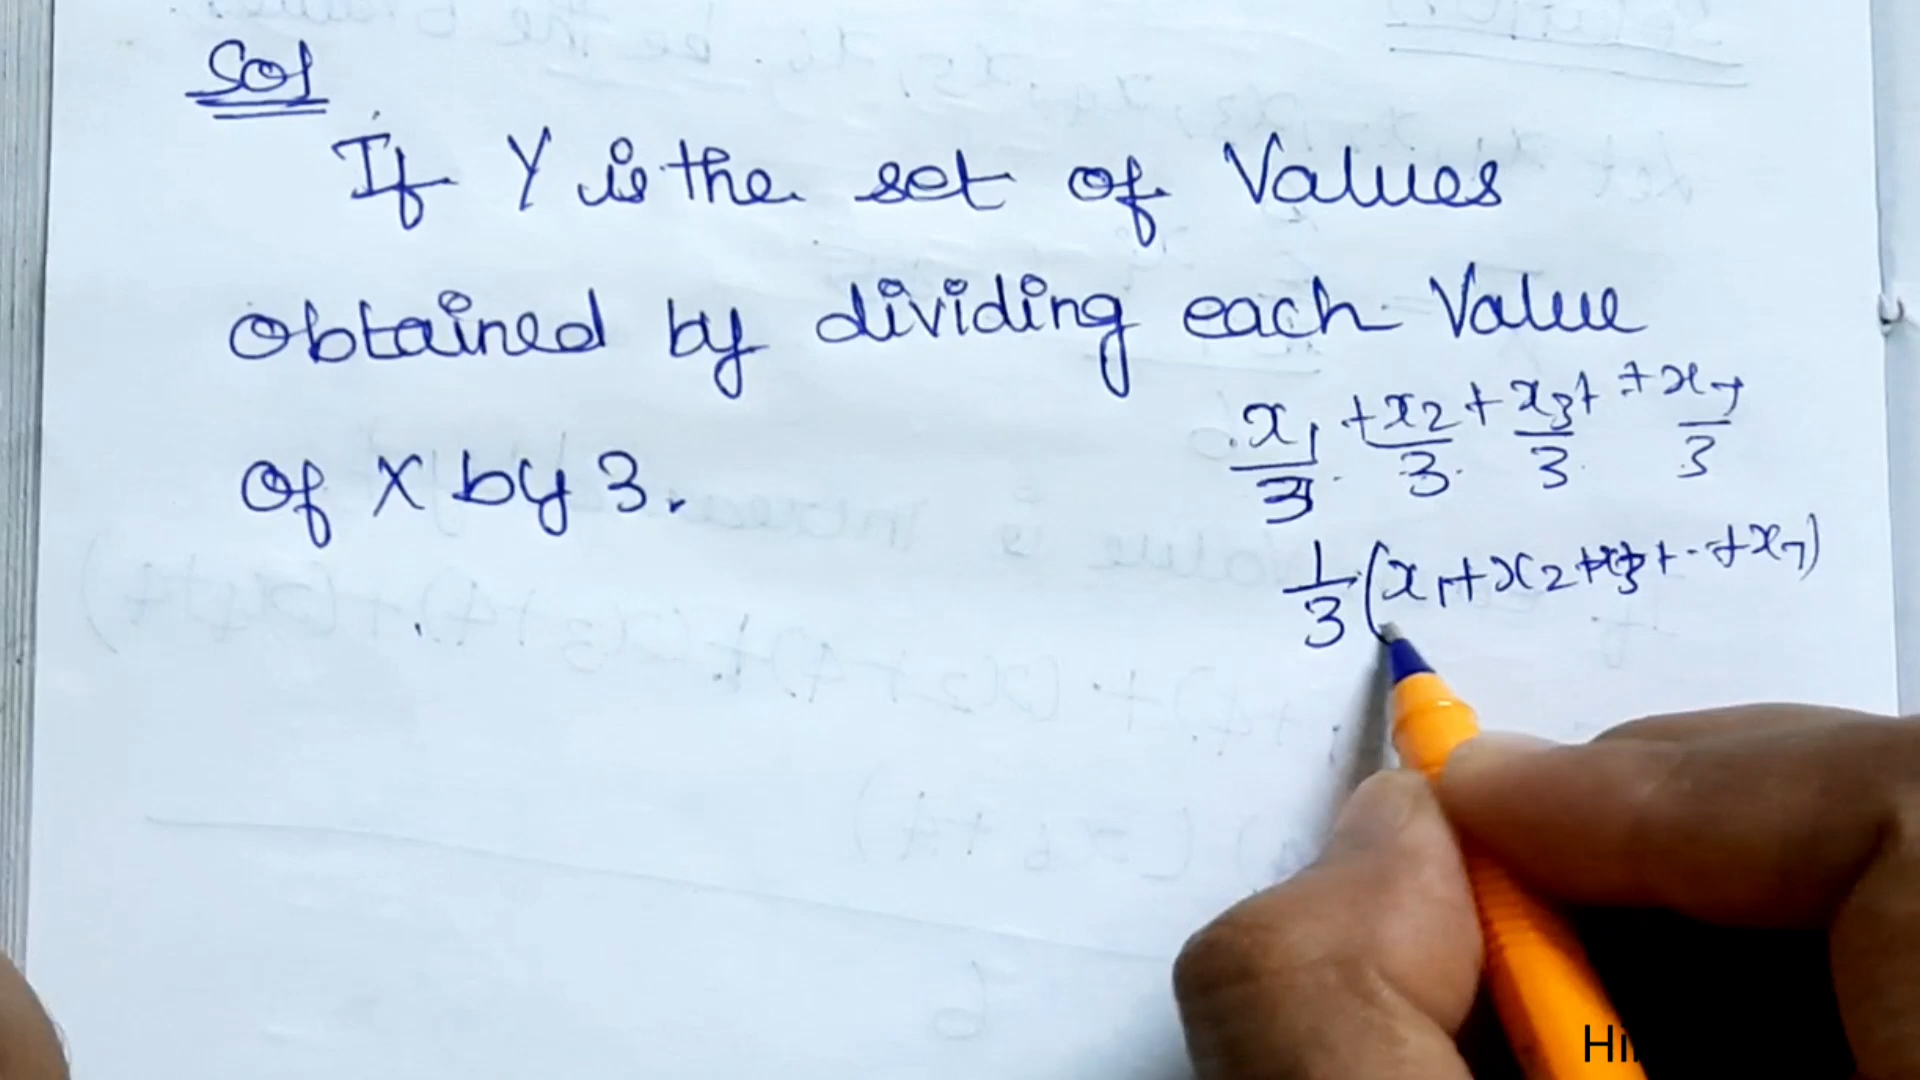 Sol
If Y is the set of Values
obtained by dividing each Value
of X by 3.
x₁/3 + x₂/3 + x₃/3 + + x₇/3
1/3 (x₁ + x₂ + x₃ + - - + x₇)
Hi